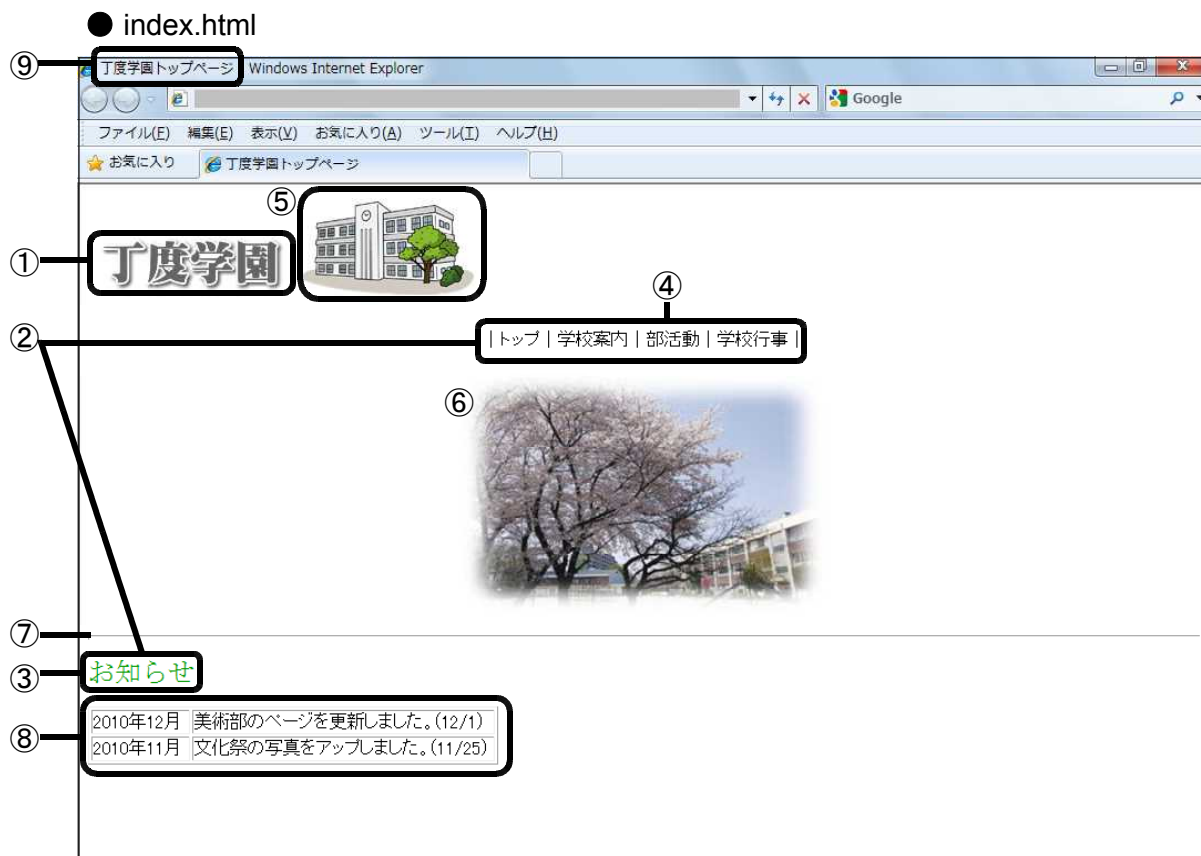 ● index.html
⑨ 丁度学園トップページ Windows Internet Explorer
Google
ファイル(F) 編集(E) 表示(V) お気に入り(A) ツール(T) ヘルプ(H)
お気に入り 丁度学園トップページ
⑤
① 丁度学園
④
② |トップ|学校案内|部活動|学校行事|
⑥
⑦
③ お知らせ
⑧ 2010年12月 美術部のページを更新しました。(12/1)
2010年11月 文化祭の写真をアップしました。(11/25)